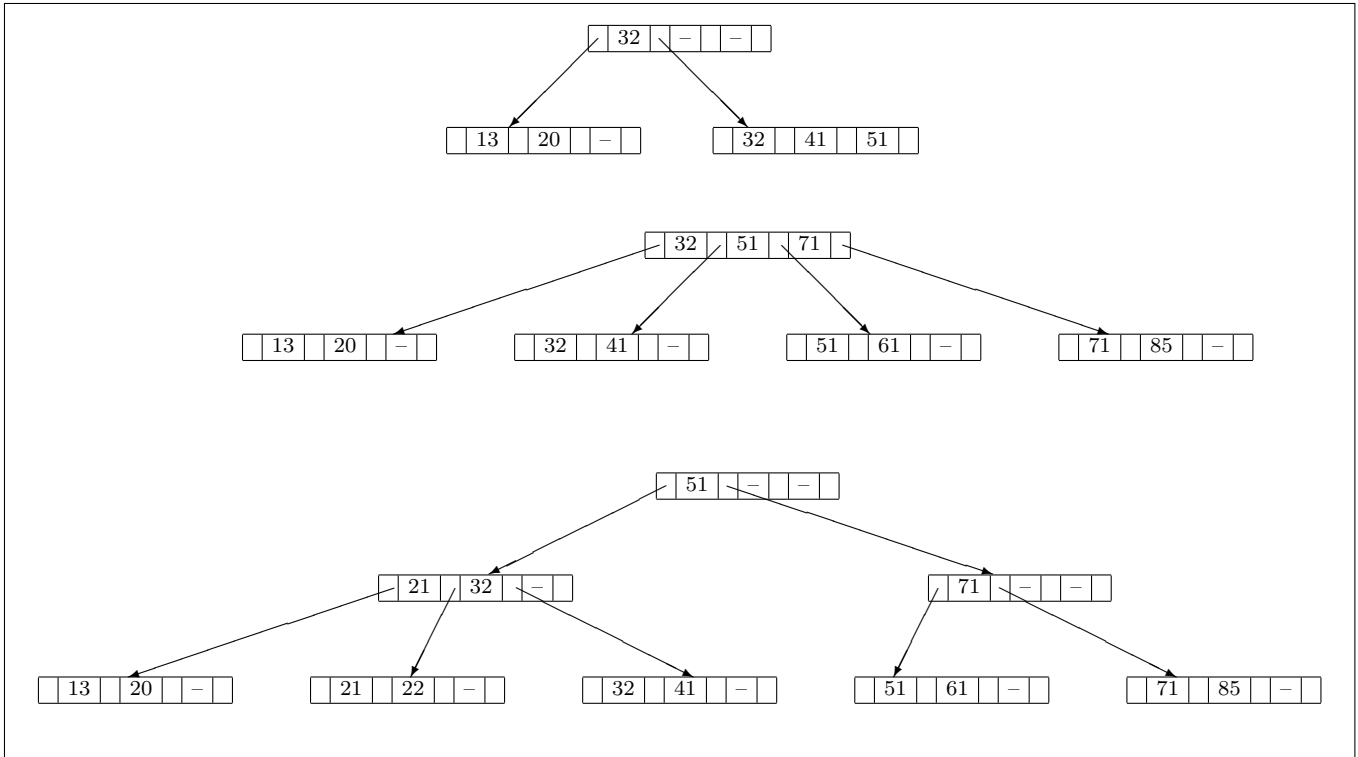 32 – –
13 20 – 32 41 51
32 51 71
13 20 – 32 41 – 51 61 – 71 85 –
51 – –
21 32 – 71 – –
13 20 – 21 22 – 32 41 – 51 61 – 71 85 –